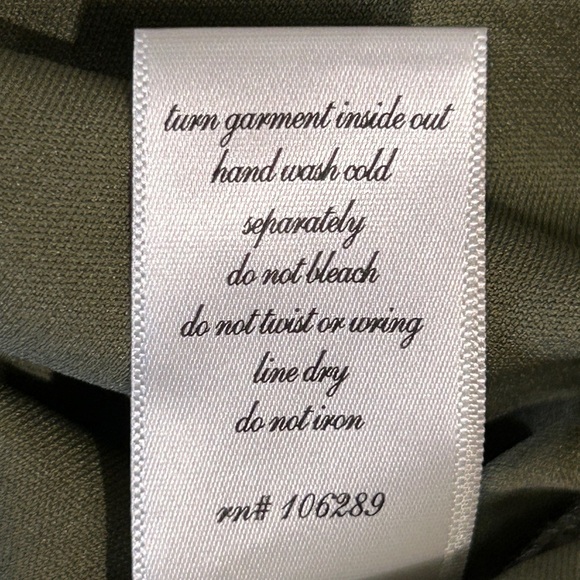 turn garment inside out
hand wash cold
separately
do not bleach
do not twist or wring
line dry
do not iron
rn# 106289